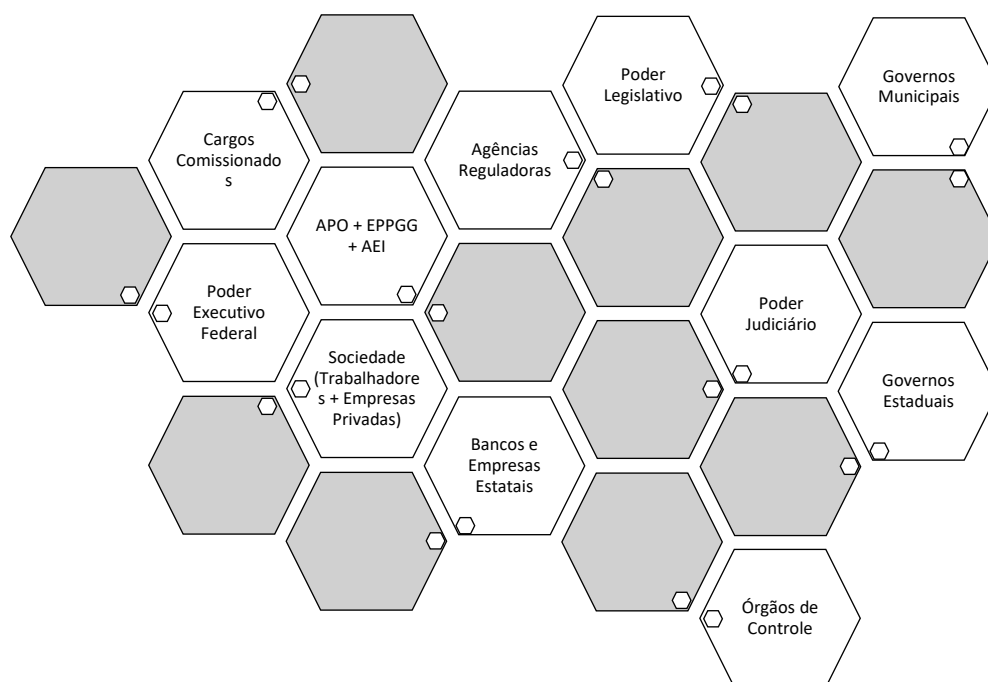 Poder
Legislativo
Governos
Municipais
Cargos
Comissionado
s
Agências
Reguladoras
APO + EPPGG
+ AEI
Poder
Executivo
Federal
Poder
Judiciário
Sociedade
(Trabalhadore
s + Empresas
Privadas)
Governos
Estaduais
Bancos e
Empresas
Estatais
Órgãos de
Controle